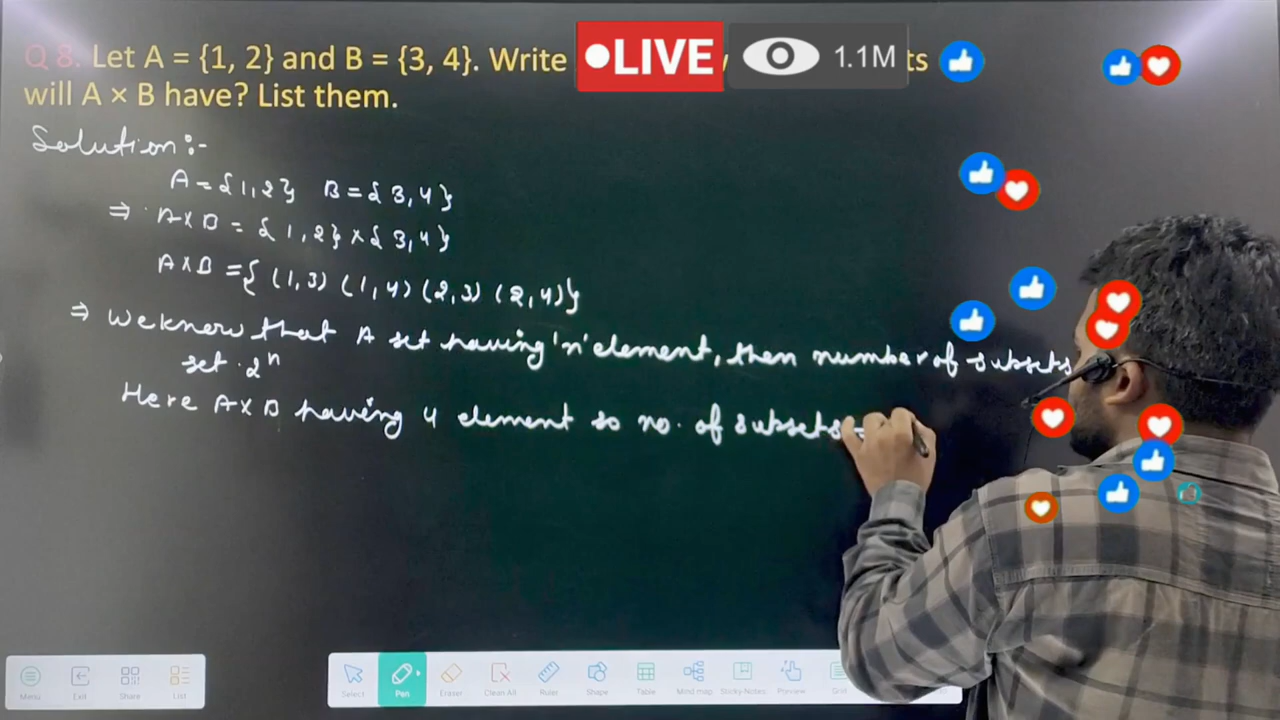 Q 8. Let A = {1, 2} and B = {3, 4}. Write ts
will A × B have? List them.
LIVE
1.1M
Solution:-
A = {1,2} B = {3,4}
⇒ A×B = {1,2} × {3,4}
A×B = { (1,3) (1,4) (2,3) (2,4)}
⇒ We know that A set having 'n' element, then number of subsets
set . 2ⁿ
Here A×B having 4 element so no. of subsets =
Menu Exit Share List Select Pen Eraser Clean All Ruler Shape Table Mind map Sticky-Notes Preview Grid